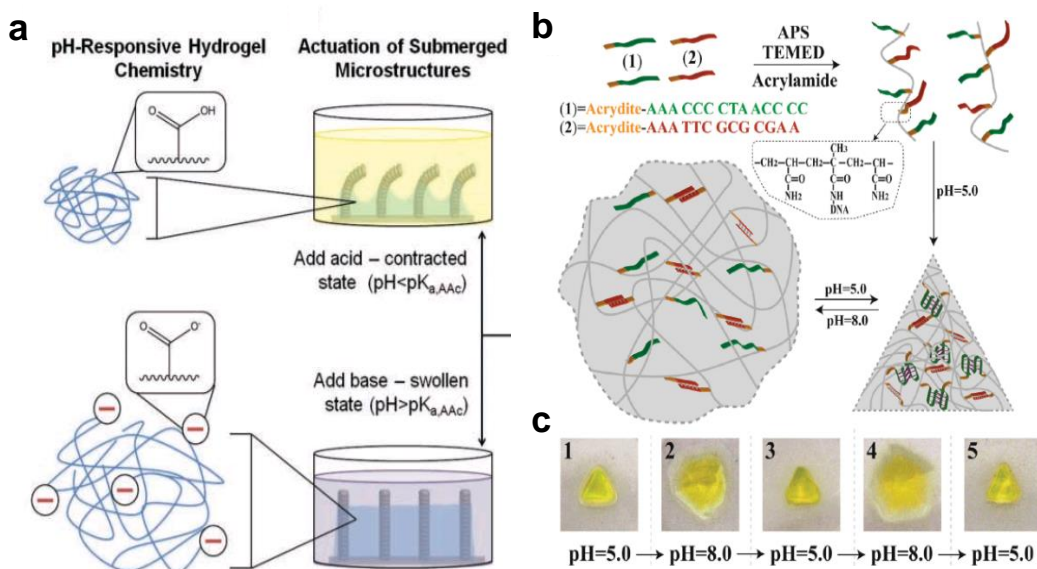 a
pH-Responsive Hydrogel
Chemistry
Actuation of Submerged
Microstructures
O
OH
Add acid – contracted
state (pH<pKa,AAc)
O
O-
Add base – swollen
state (pH>pKa,AAc)
b
(1)
(2)
APS
TEMED
Acrylamide
(1)=Acrydite-AAA CCC CTA ACC CC
(2)=Acrydite-AAA TTC GCG CGA A
CH3
–CH2–CH–CH2–C–CH2–CH–
C=O C=O C=O
NH2 NH NH2
DNA
pH=5.0
pH=5.0
pH=8.0
c
1 2 3 4 5
pH=5.0 pH=8.0 pH=5.0 pH=8.0 pH=5.0